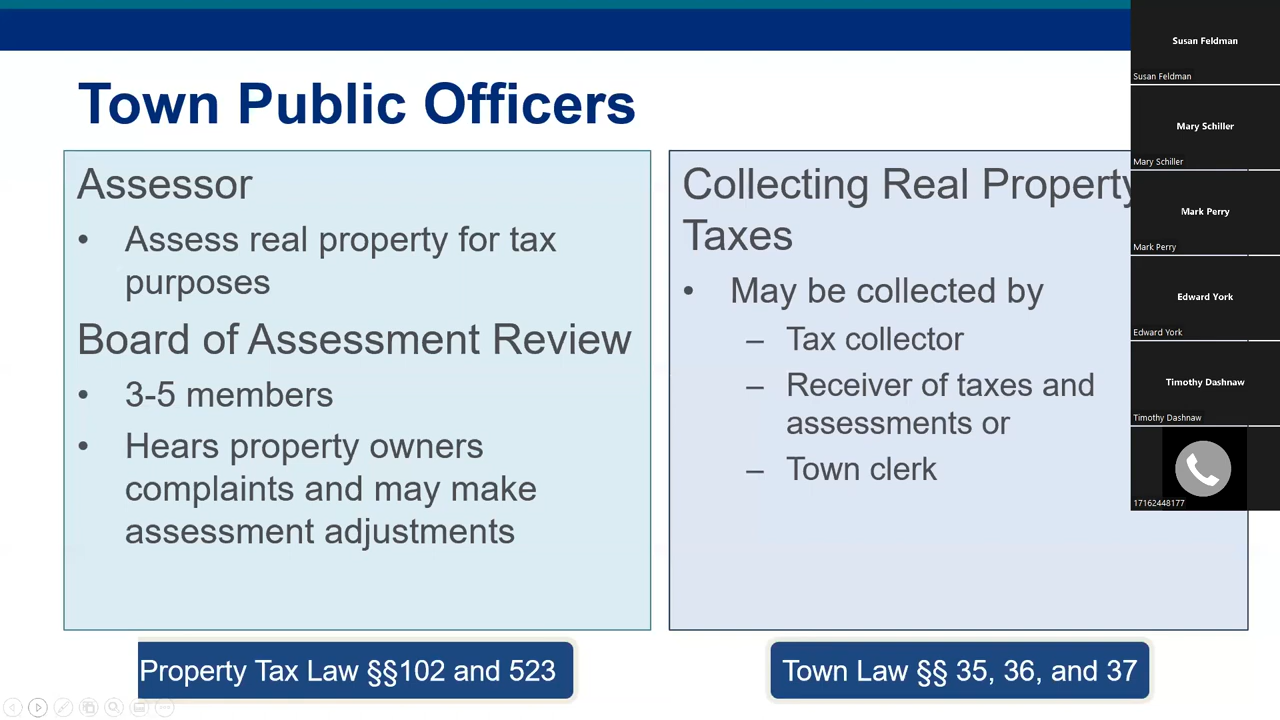 Town Public Officers
Assessor
• Assess real property for tax
purposes
Board of Assessment Review
• 3-5 members
• Hears property owners
complaints and may make
assessment adjustments
Property Tax Law §§102 and 523
Collecting Real Property
Taxes
• May be collected by
– Tax collector
– Receiver of taxes and
assessments or
– Town clerk
Town Law §§ 35, 36, and 37
Susan Feldman
Susan Feldman
Mary Schiller
Mary Schiller
Mark Perry
Mark Perry
Edward York
Edward York
Timothy Dashnaw
Timothy Dashnaw
17162448177